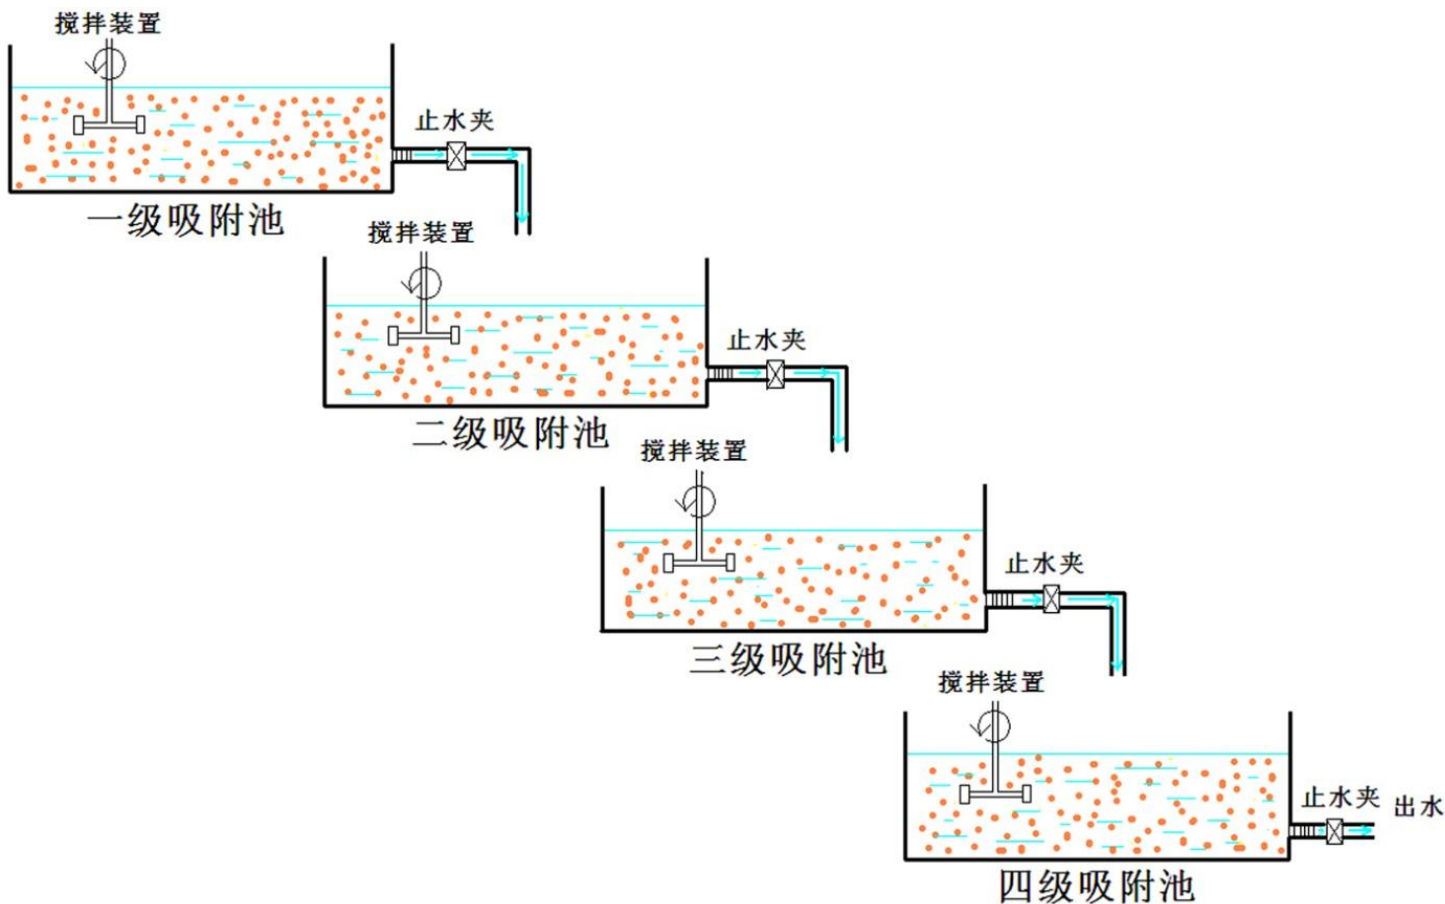 搅拌装置
止水夹
一级吸附池
搅拌装置
止水夹
二级吸附池
搅拌装置
止水夹
三级吸附池
搅拌装置
止水夹 出水
四级吸附池